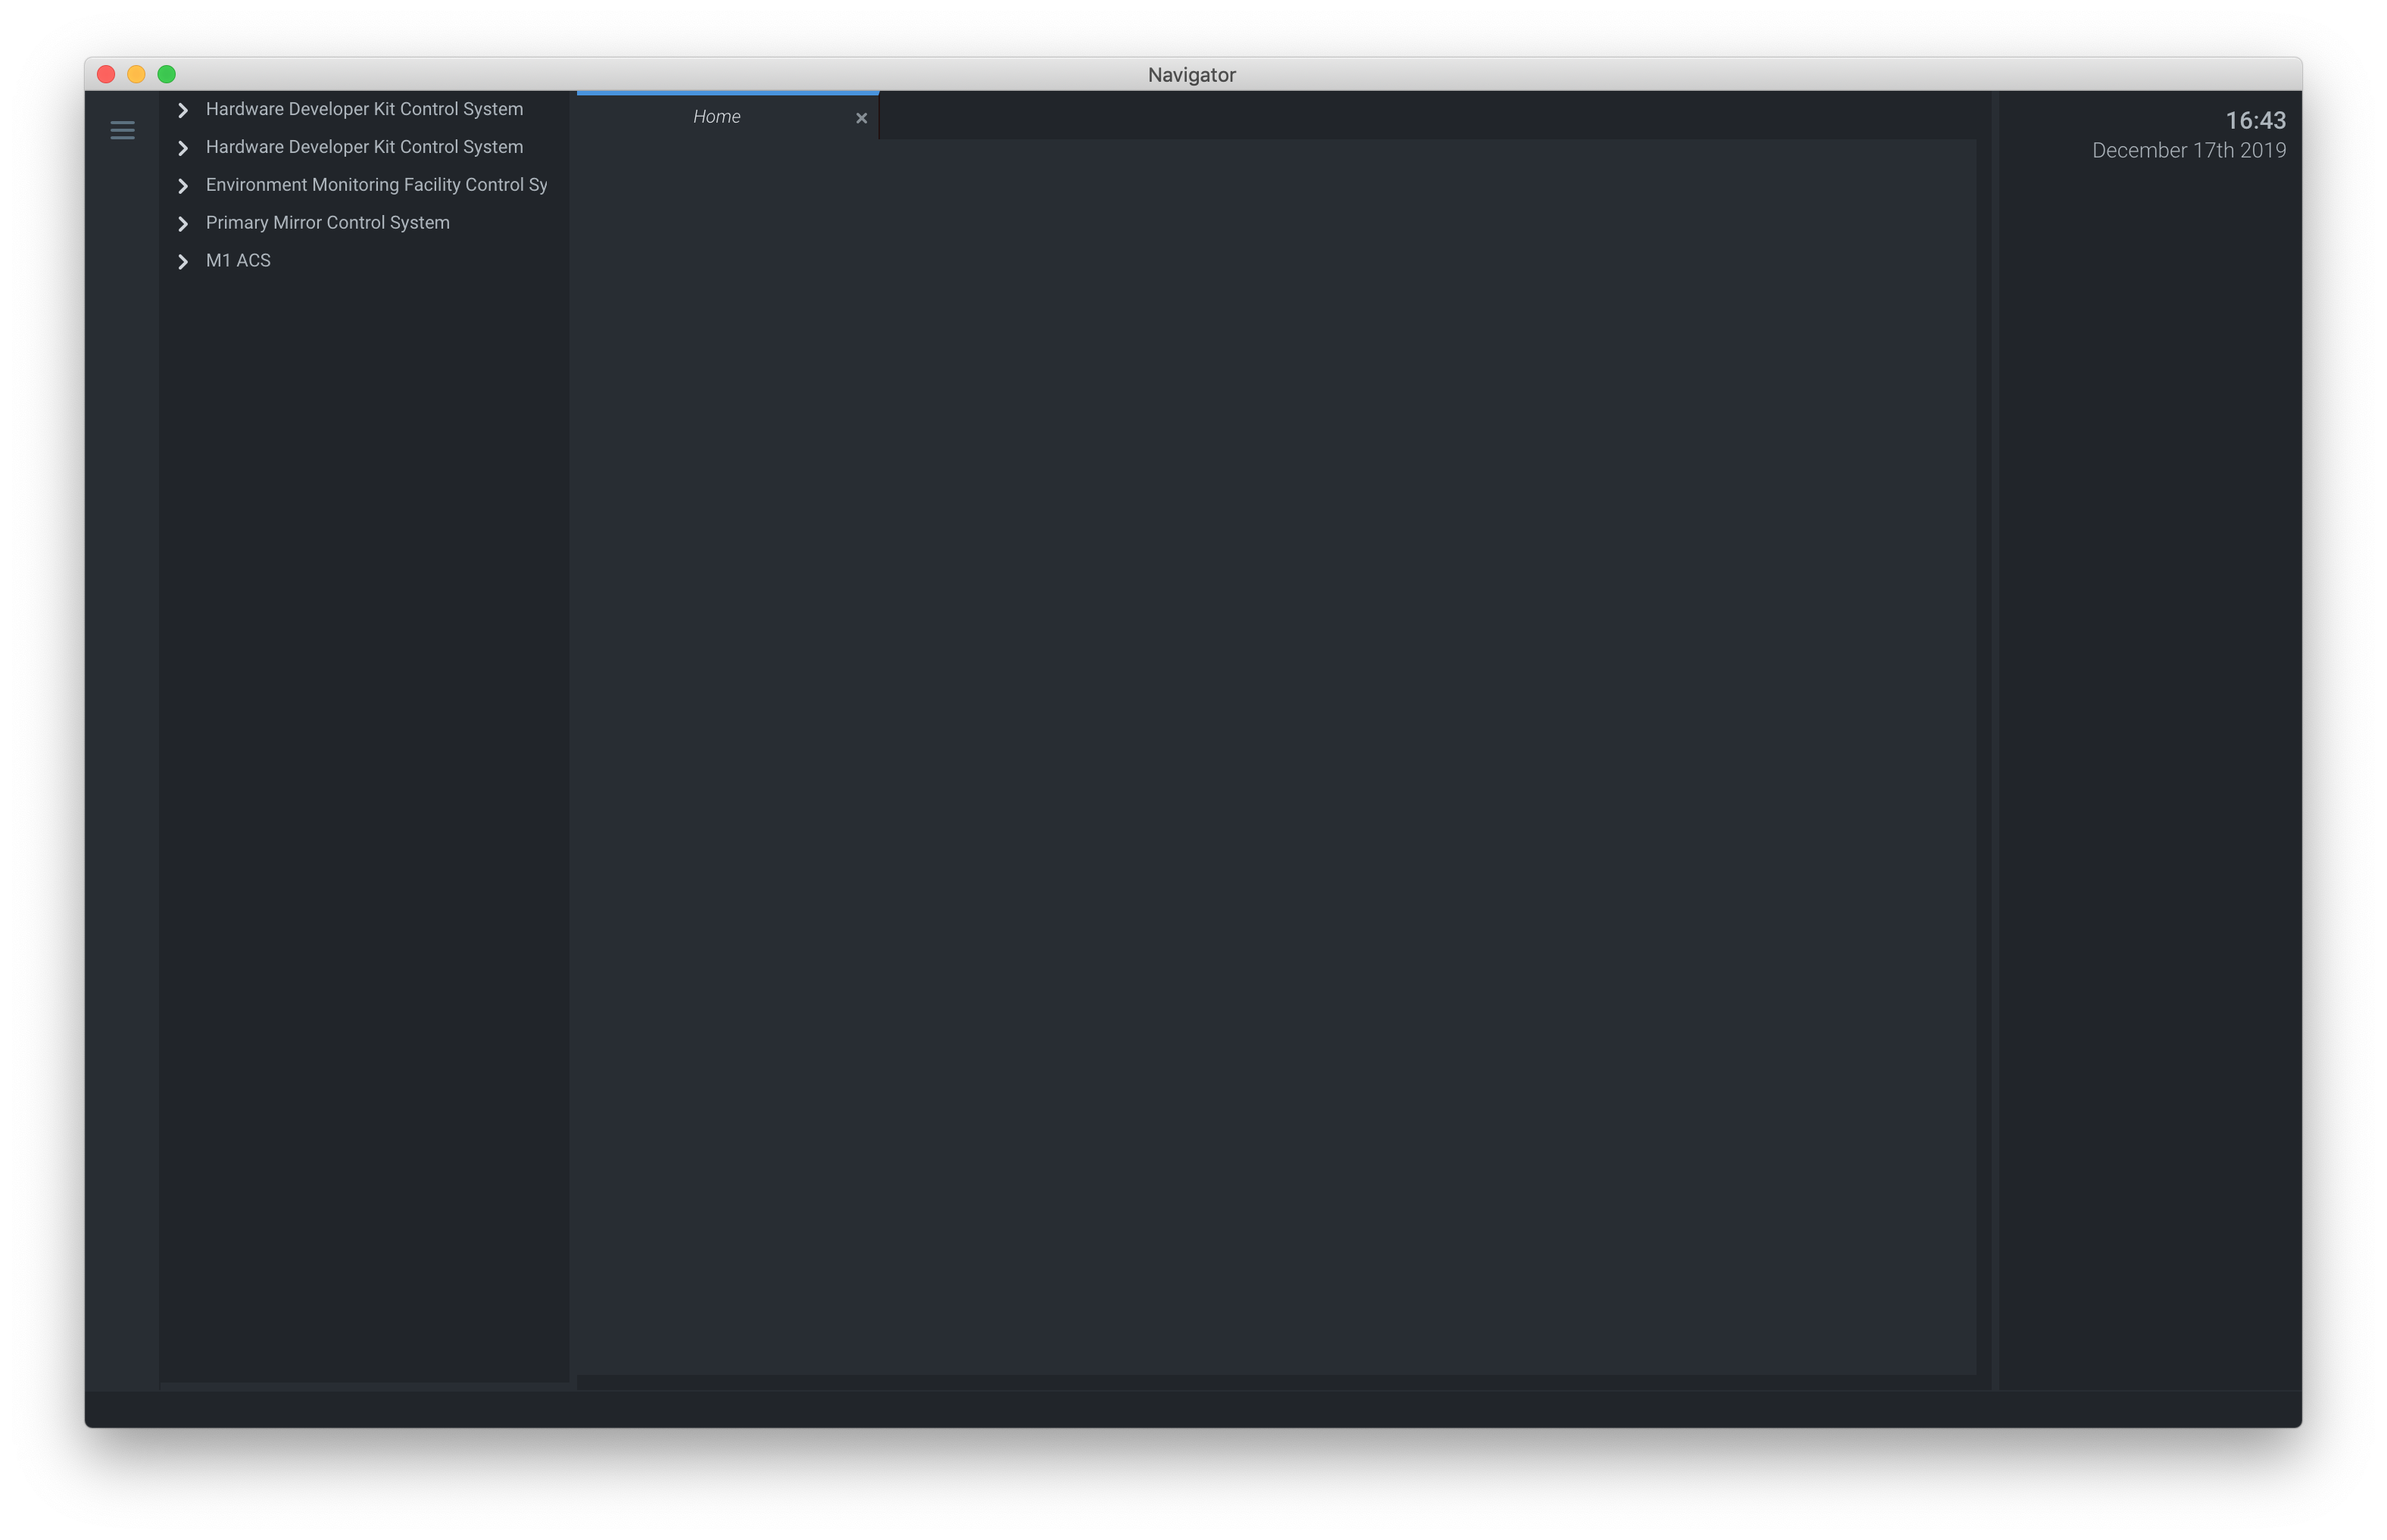 Navigator
Hardware Developer Kit Control System
Hardware Developer Kit Control System
Environment Monitoring Facility Control Sy
Primary Mirror Control System
M1 ACS
Home
16:43
December 17th 2019